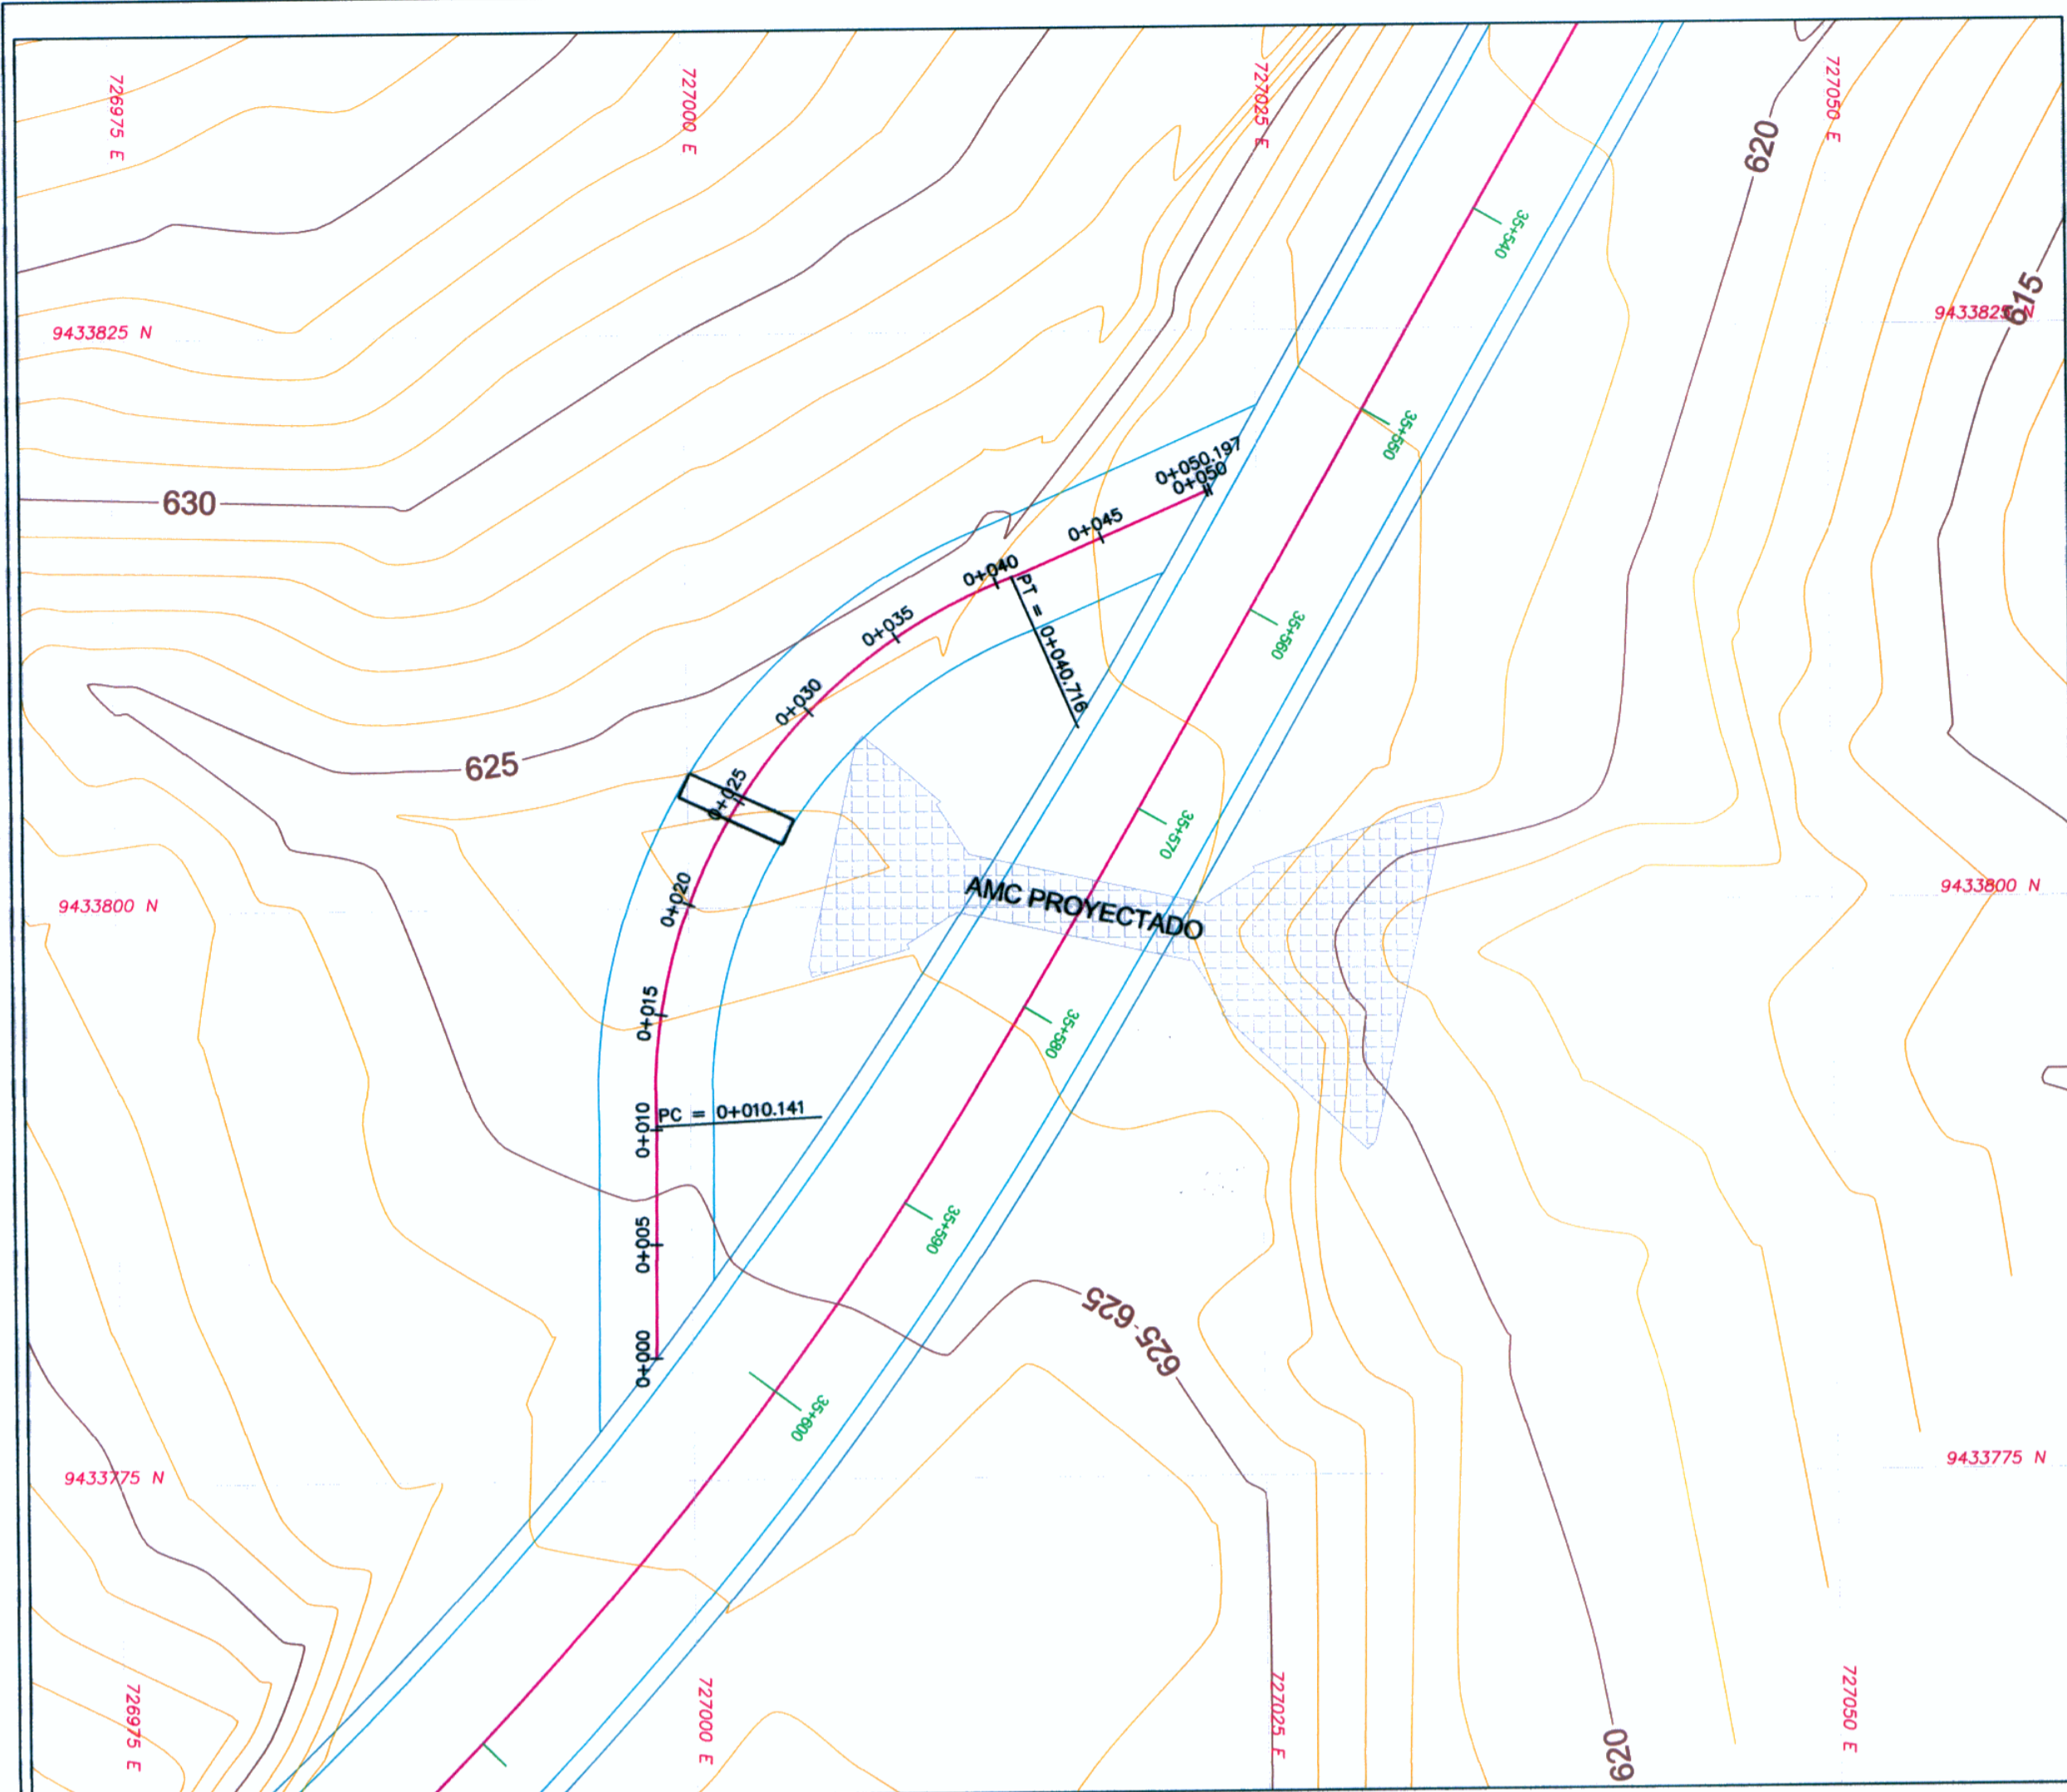 726975 E
727000 E
727025 E
727050 E
620
35+540
615
9433825 N
9433825 N
35+550
0+050.197
0+050
630
0+045
0+040
PT = 0+040.716
0+035
35+560
0+030
625
0+025
35+570
0+020
AMC PROYECTADO
9433800 N
9433800 N
0+015
35+580
PC = 0+010.141
0+010
0+005
35+590
625
625
0+000
35+600
9433775 N
9433775 N
726975 E
727000 E
727025 E
727050 E
620